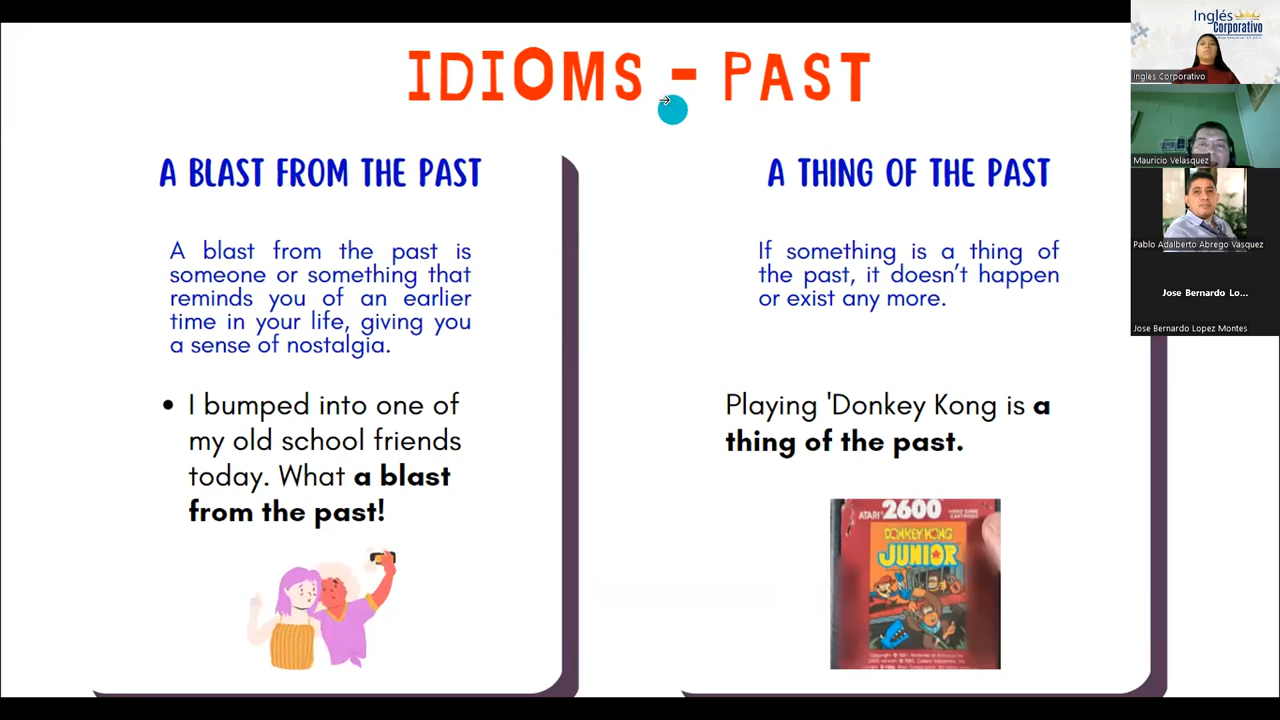 IDIOMS - PAST
A BLAST FROM THE PAST
A blast from the past is
someone or something that
reminds you of an earlier
time in your life, giving you
a sense of nostalgia.
• I bumped into one of
my old school friends
today. What a blast
from the past!
A THING OF THE PAST
If something is a thing of
the past, it doesn't happen
or exist any more.
Playing 'Donkey Kong is a
thing of the past.
ATARI 2600 VIDEO GAME
CARTRIDGE
DONKEY KONG
JUNIOR
Inglés
Corporativo
Ingles Corporativo
Mauricio Velasquez
Pablo Adalberto Abrego Vasquez
Jose Bernardo Lo...
Jose Bernardo Lopez Montes